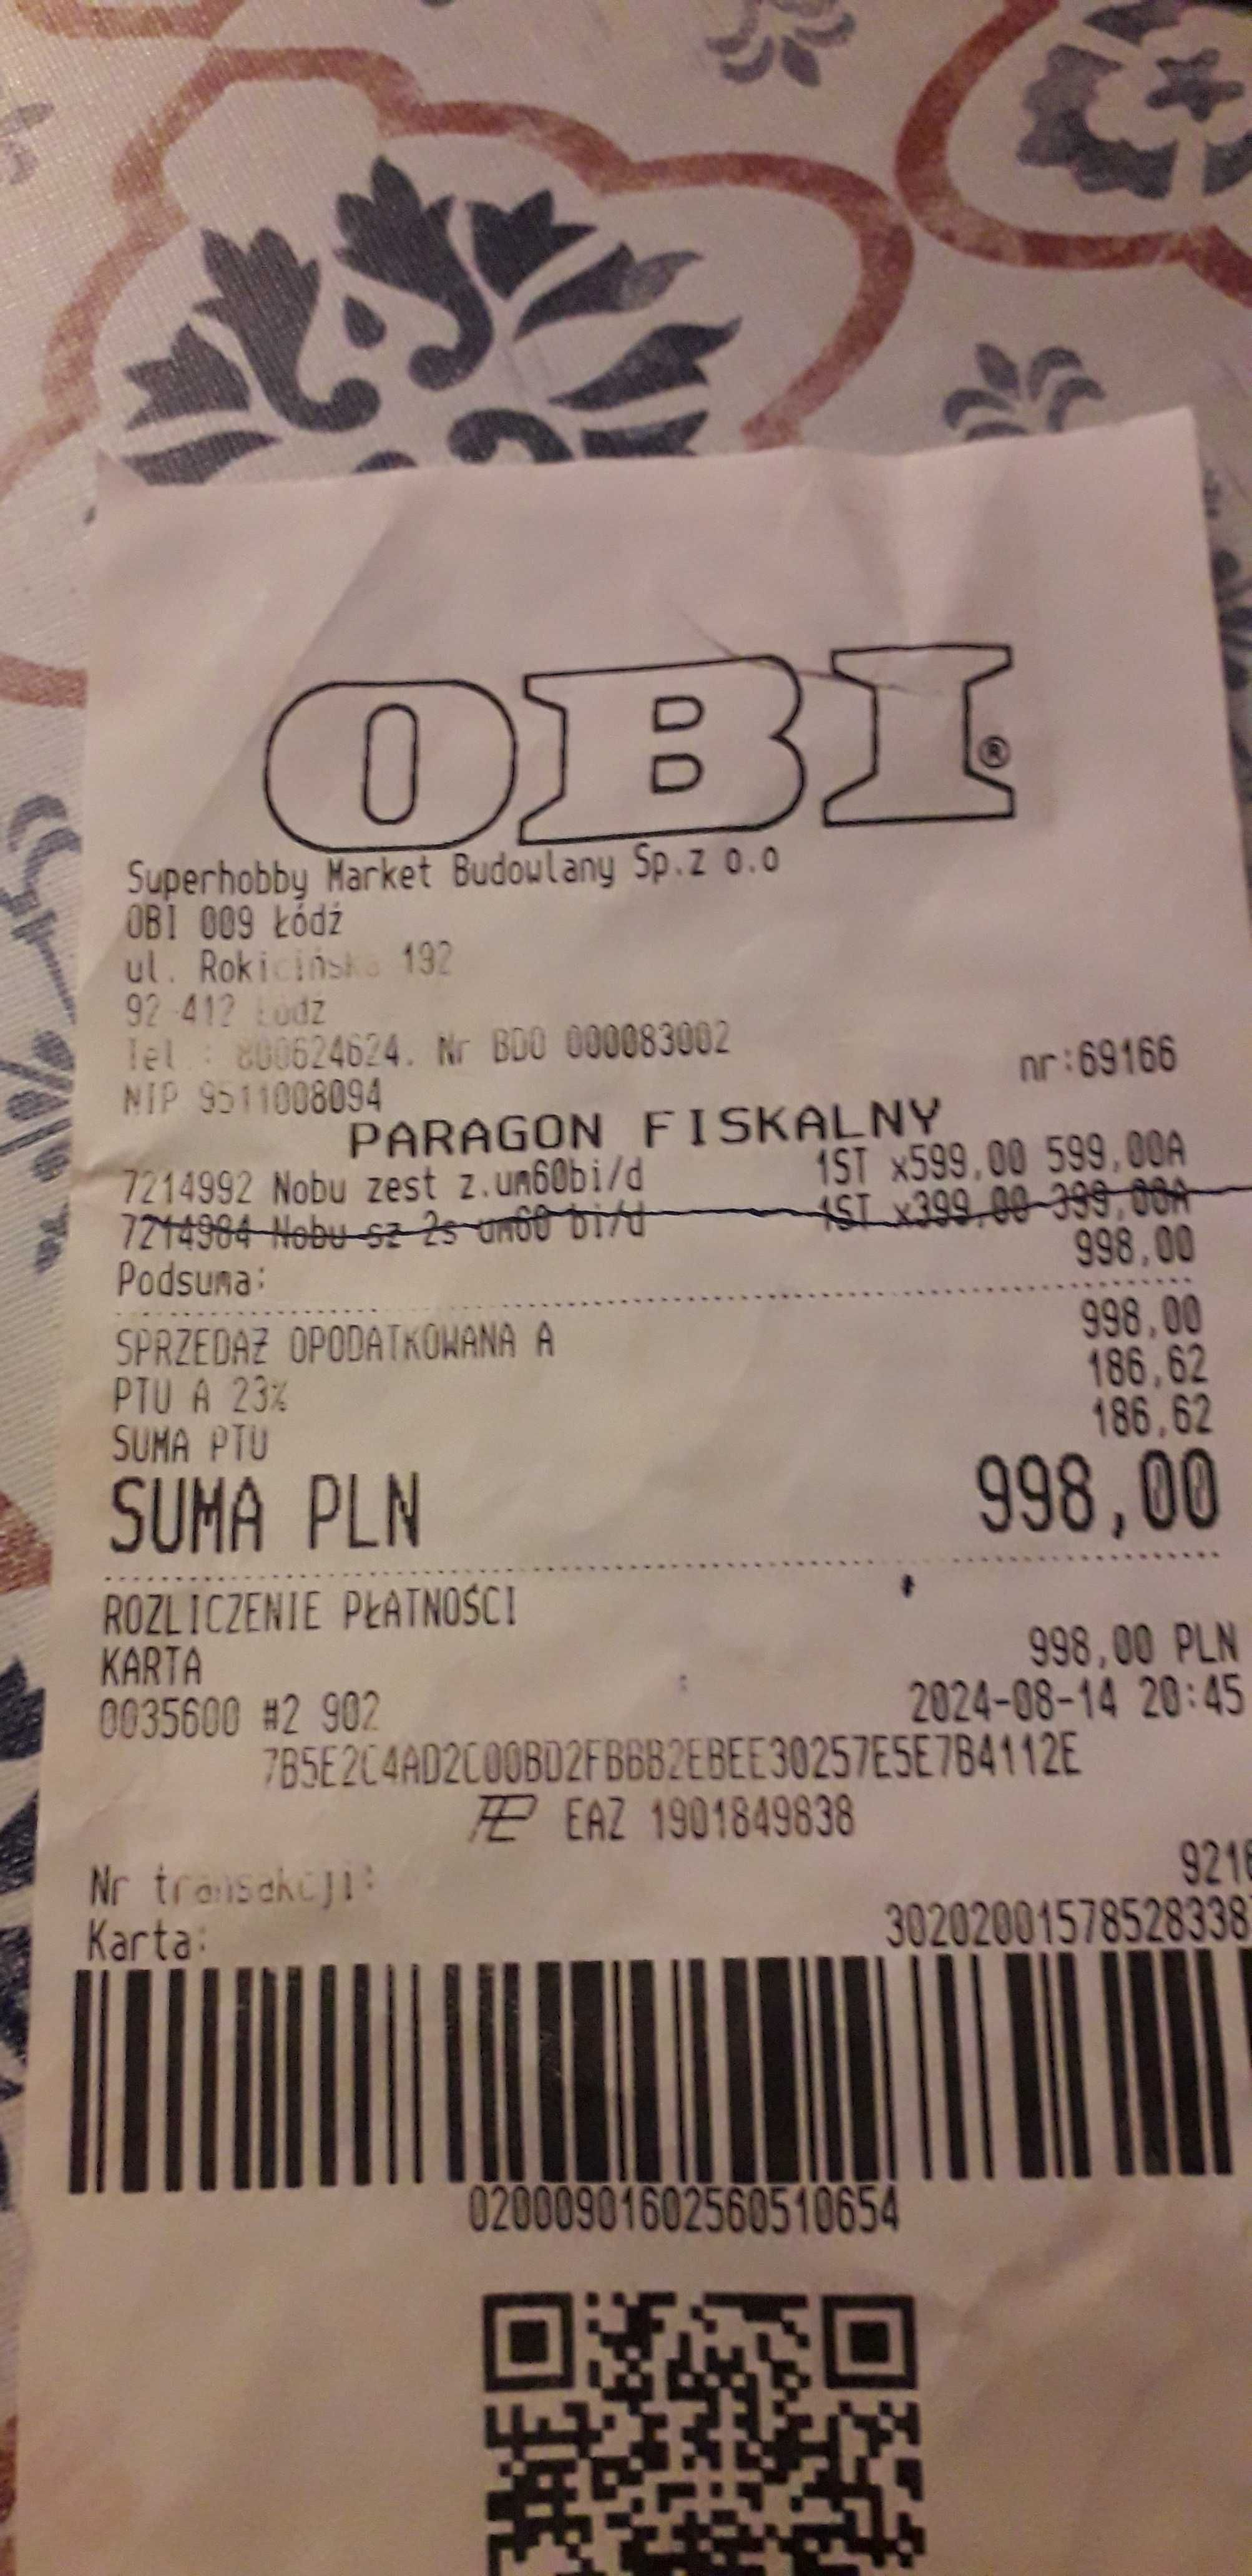 OBI®
Superhobby Market Budowlany Sp.z o.o
OBI 009 Łódź
ul. Rokicińska 192
92-412 Łódź
Tel.: 800624624. Nr BDO 000083002
NIP 9511008094 nr:69166
PARAGON FISKALNY
7214992 Nobu zest z.um60bi/d 1ST x599,00 599,00A
7214984 Nobu sz 2s um60 bi/d 1ST x399,00 399,00A
Podsuma: 998,00
SPRZEDAŻ OPODATKOWANA A 998,00
PTU A 23% 186,62
SUMA PTU 186,62
SUMA PLN 998,00
ROZLICZENIE PŁATNOŚCI
KARTA 998,00 PLN
0035600 #2 902 2024-08-14 20:45
7B5E2C4AD2C00BD2FB6B2EBEE30257E5E7B4112E
EAZ 1901849838
Nr transakcji: 9216
Karta: 30202001578528338
02000901602560510654